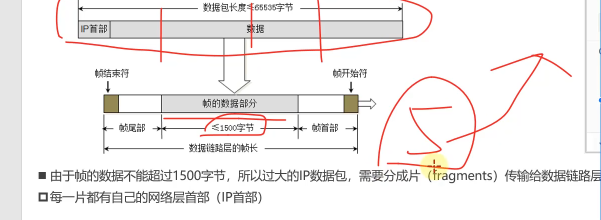 数据包长度≤65535字节
IP首部 数据
帧结束符 帧开始符
帧的数据部分
帧尾部 ≤1500字节 帧首部
数据链路层的帧长
由于帧的数据不能超过1500字节，所以过大的IP数据包，需要分成片（fragments）传输给数据链路层
每一片都有自己的网络层首部（IP首部）